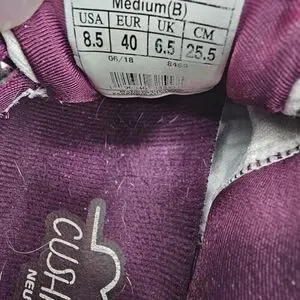 Medium(B)
USA EUR UK CM
8.5 40 6.5 25.5
06/18
CUSH
NEU